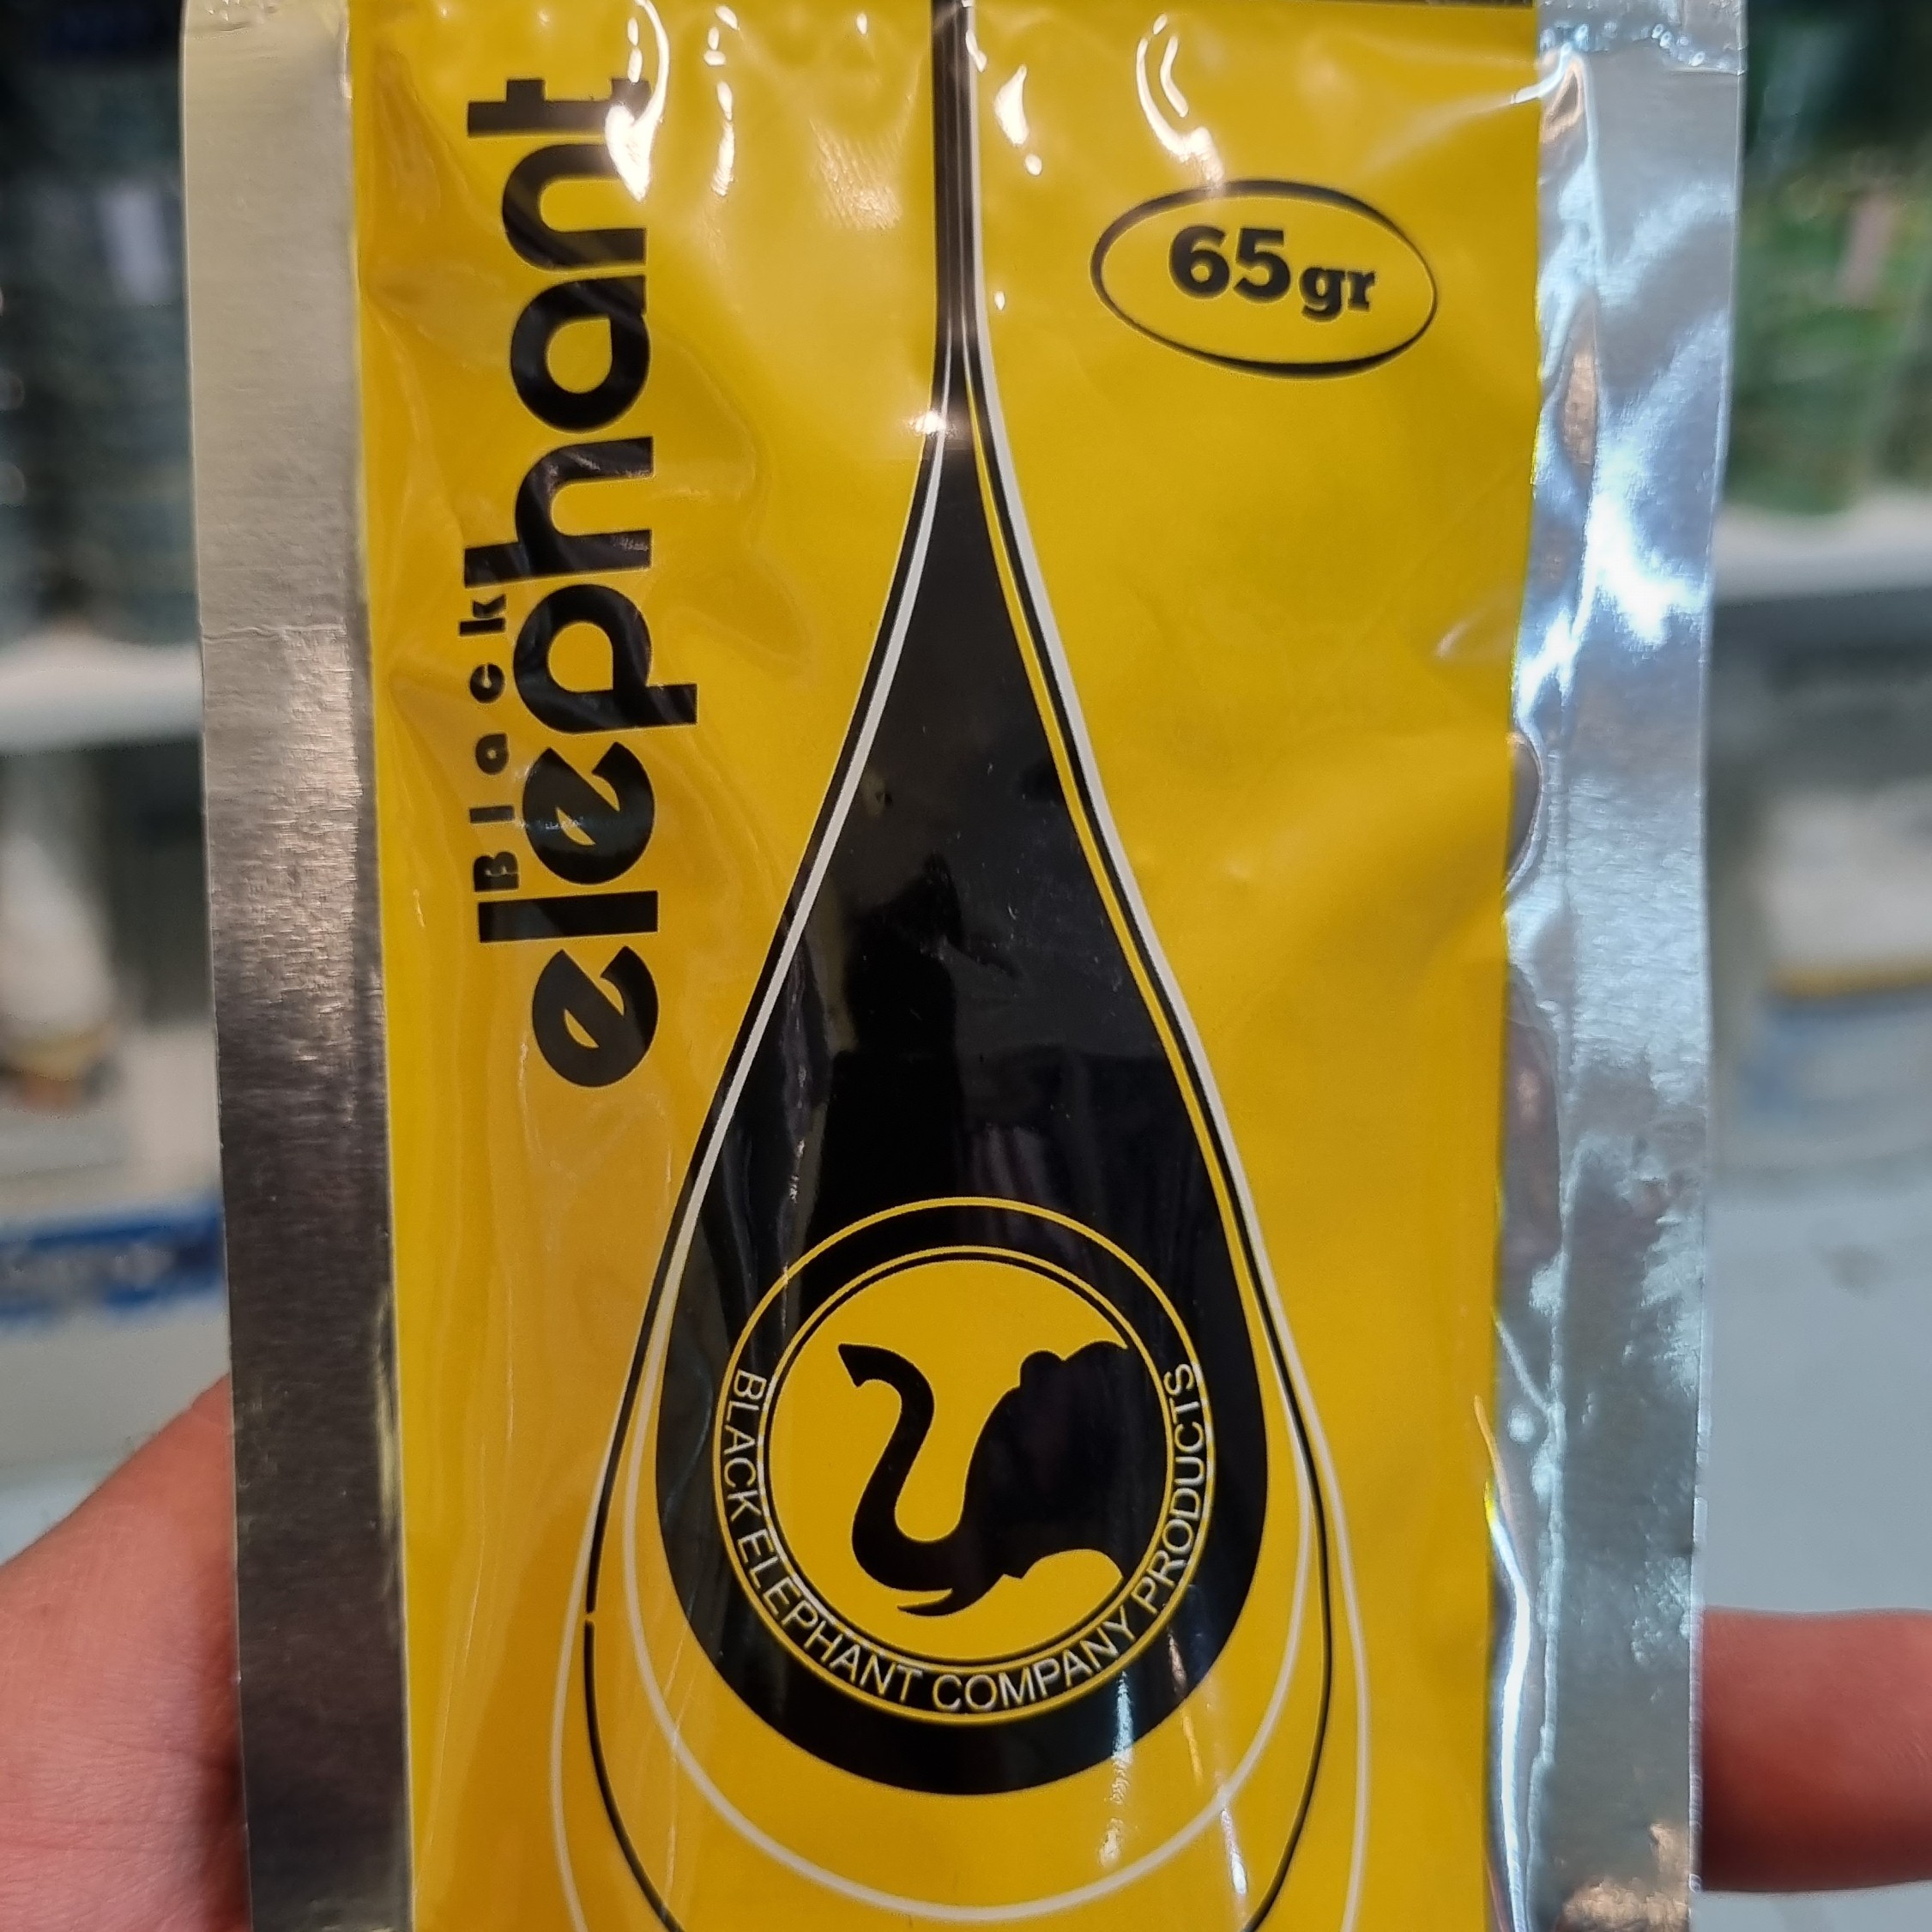 Black
elephant
65gr
BLACK ELEPHANT COMPANY PRODUCTS